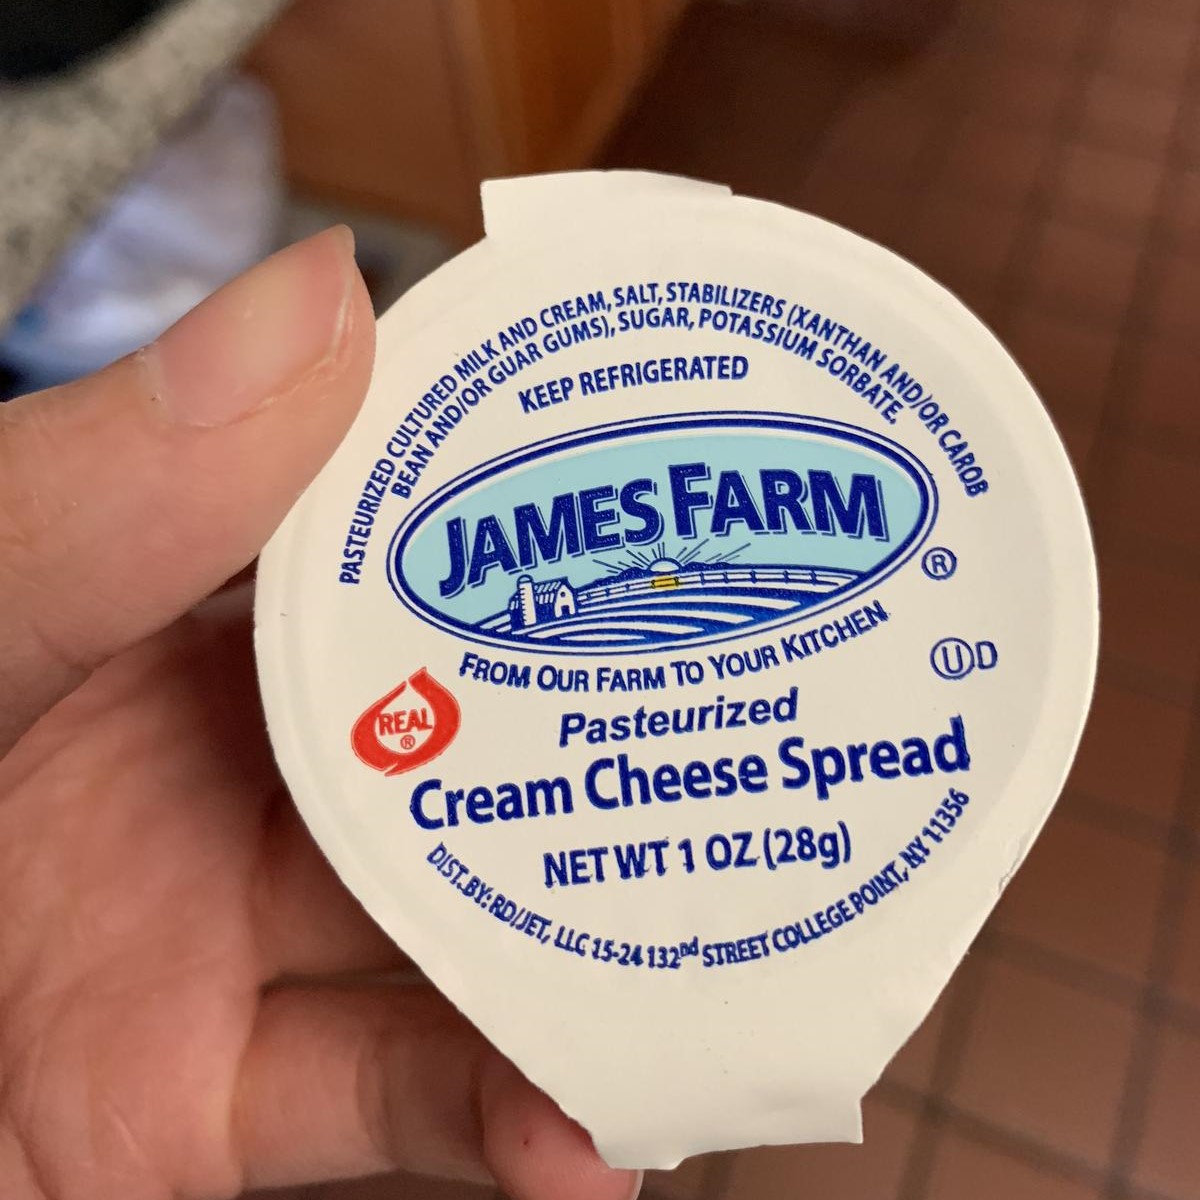 PASTEURIZED CULTURED MILK AND CREAM, SALT, STABILIZERS (XANTHAN AND/OR CAROB
BEAN AND/OR GUAR GUMS), SUGAR, POTASSIUM SORBATE.
KEEP REFRIGERATED
JAMES FARM
®
FROM OUR FARM TO YOUR KITCHEN
UD
REAL
®
Pasteurized
Cream Cheese Spread
NET WT 1 OZ (28g)
DIST. BY: RD/JET, LLC 15-24 132nd STREET COLLEGE POINT, NY 11356